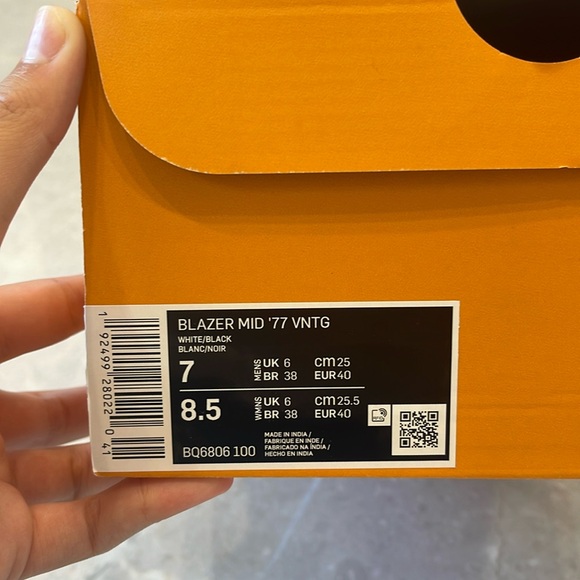 BLAZER MID '77 VNTG
WHITE/BLACK
BLANC/NOIR
7 MENS UK 6 cm 25
BR 38 EUR 40
8.5 WMNS UK 6 cm 25.5
BR 38 EUR 40
MADE IN INDIA /
FABRIQUE EN INDE /
FABRICADO NA ÍNDIA /
HECHO EN INDIA
BQ6806 100
1 92499 28022 0 41